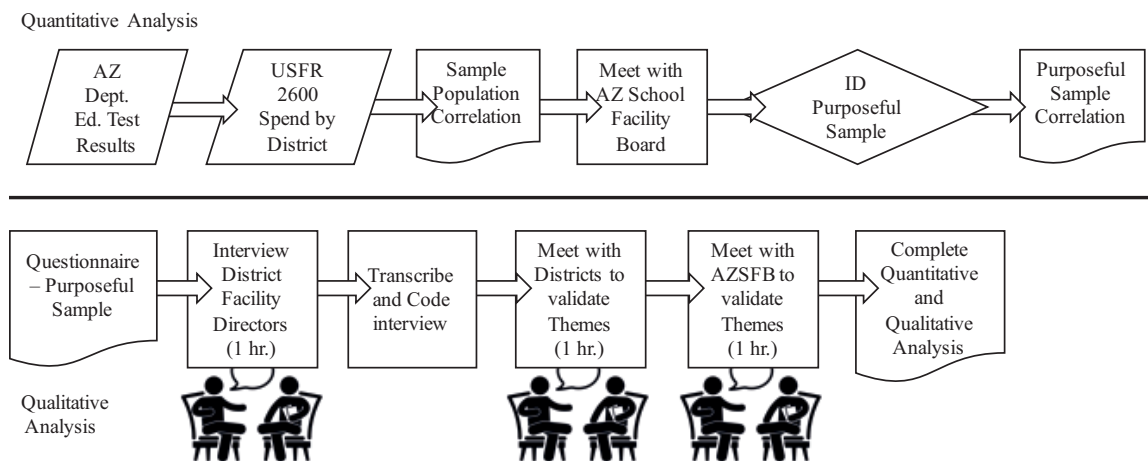 Quantitative Analysis
AZ
Dept.
Ed. Test
Results
USFR
2600
Spend by
District
Sample
Population
Correlation
Meet with
AZ School
Facility
Board
ID
Purposeful
Sample
Purposeful
Sample
Correlation
Questionnaire
– Purposeful
Sample
Interview
District
Facility
Directors
(1 hr.)
Transcribe
and Code
interview
Meet with
Districts to
validate
Themes
(1 hr.)
Meet with
AZSFB to
validate
Themes
(1 hr.)
Complete
Quantitative
and
Qualitative
Analysis
Qualitative
Analysis